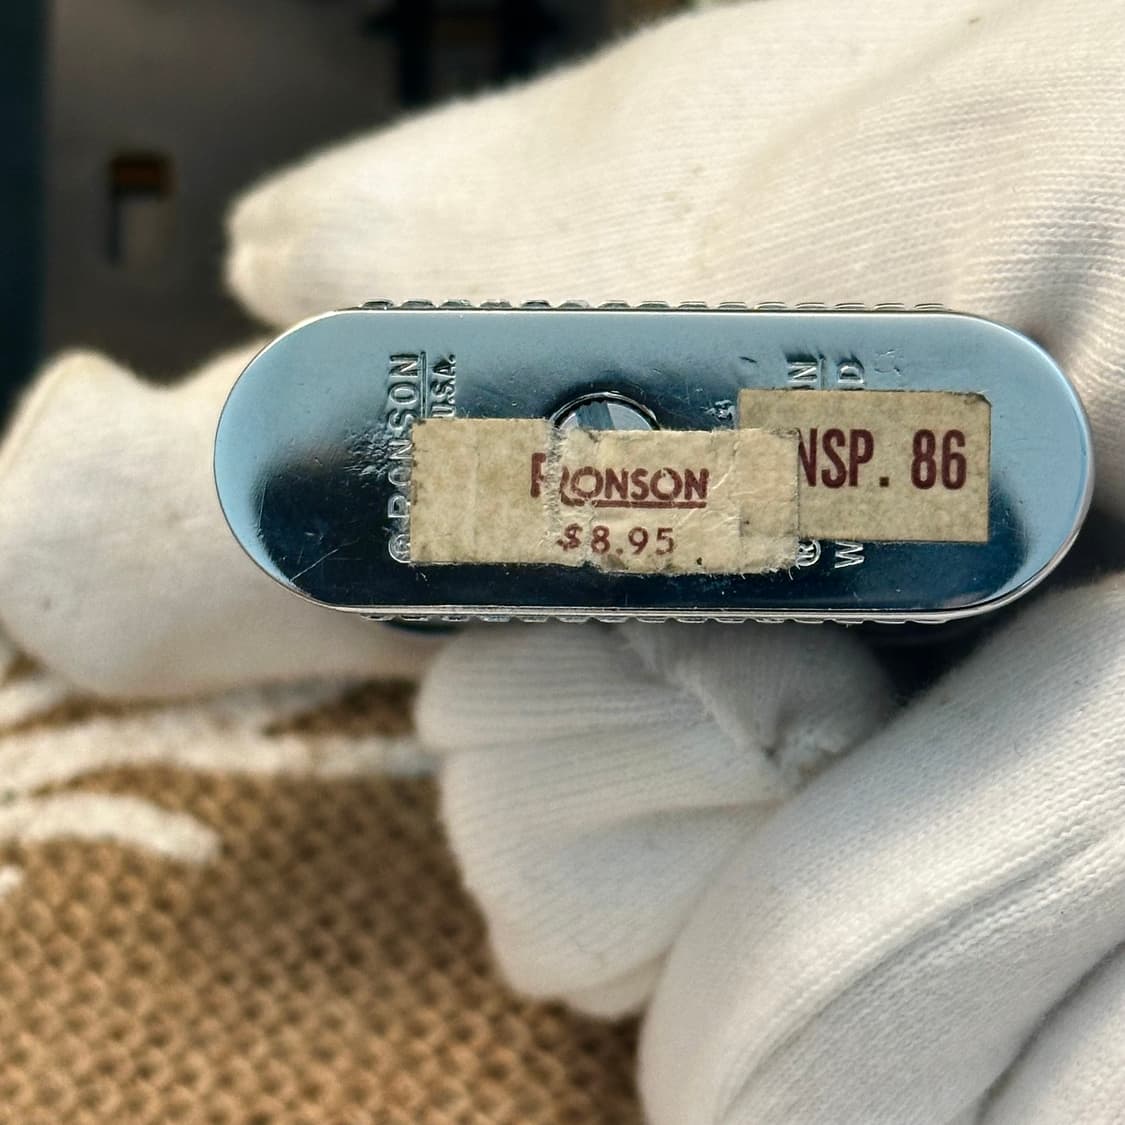 ® RONSON
U.S.A.
RONSON
$8.95
NSP. 86
N
®
W D